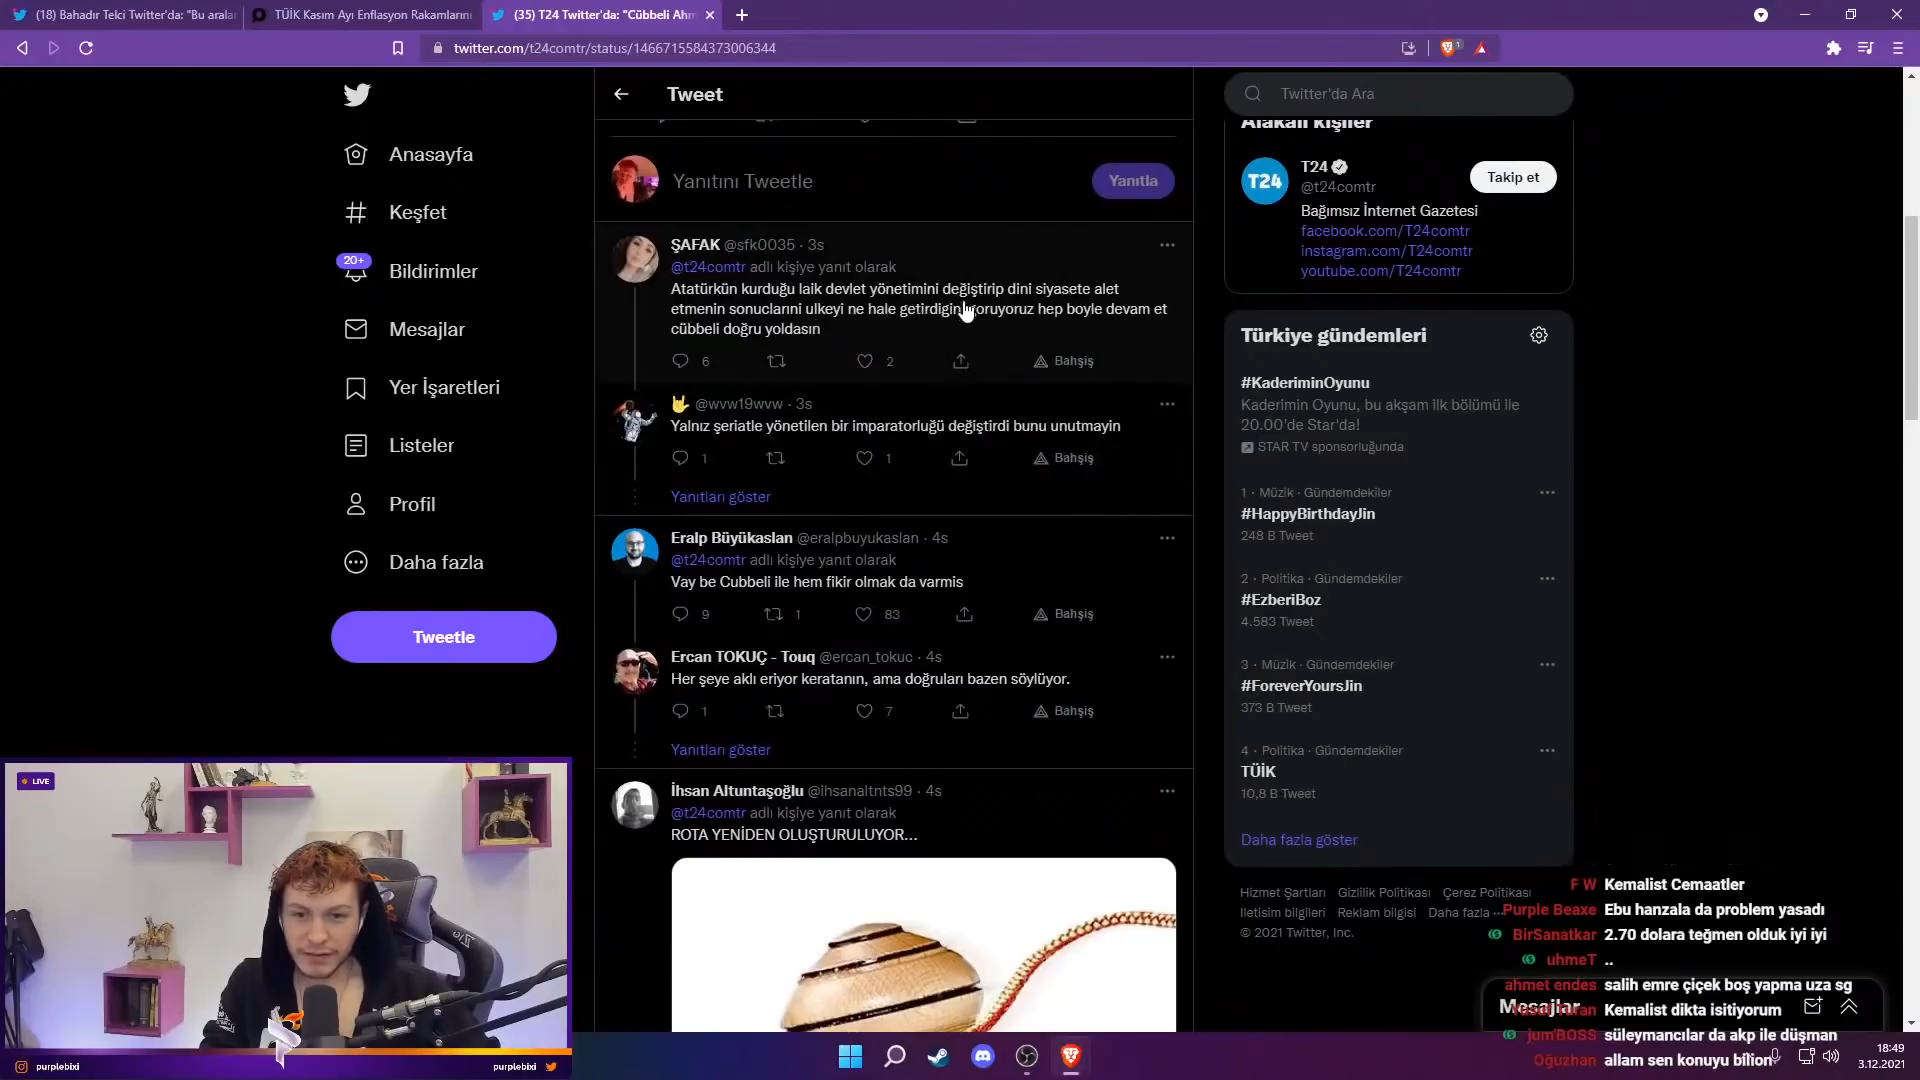 (18) Bahadır Telci Twitter'da: "Bu arala
TÜİK Kasım Ayı Enflasyon Rakamlarını
(35) T24 Twitter'da: "Cübbeli Ahm
twitter.com/t24comtr/status/1466715584373006344
1
Anasayfa
Keşfet
20+
Bildirimler
Mesajlar
Yer İşaretleri
Listeler
Profil
Daha fazla
Tweetle
Tweet
Yanıtını Tweetle
Yanıtla
ŞAFAK @sfk0035 · 3s
@t24comtr adlı kişiye yanıt olarak
Atatürkün kurduğu laik devlet yönetimini değiştirip dini siyasete alet
etmenin sonuclarıni ulkeyi ne hale getirdigin goruyoruz hep boyle devam et
cübbeli doğru yoldasın
6
2
Bahşiş
@wvw19wvw · 3s
Yalnız şeriatle yönetilen bir imparatorluğu değiştirdi bunu unutmayin
1
1
Bahşiş
Yanıtları göster
Eralp Büyükaslan @eralpbuyukaslan · 4s
@t24comtr adlı kişiye yanıt olarak
Vay be Cubbeli ile hem fikir olmak da varmis
9
1
83
Bahşiş
Ercan TOKUÇ - Touq @ercan_tokuc · 4s
Her şeye aklı eriyor keratanın, ama doğruları bazen söylüyor.
1
7
Bahşiş
Yanıtları göster
İhsan Altuntaşoğlu @ihsanaltnts99 · 4s
@t24comtr adlı kişiye yanıt olarak
ROTA YENİDEN OLUŞTURULUYOR...
Twitter'da Ara
Alakalı kişiler
T24
T24
@t24comtr
Takip et
Bağımsız İnternet Gazetesi
facebook.com/T24comtr
instagram.com/T24comtr
youtube.com/T24comtr
Türkiye gündemleri
#KaderiminOyunu
Kaderimin Oyunu, bu akşam ilk bölümü ile
20.00'de Star'da!
STAR TV sponsorluğunda
1 · Müzik · Gündemdekiler
#HappyBirthdayJin
248 B Tweet
2 · Politika · Gündemdekiler
#EzberiBoz
4.583 Tweet
3 · Müzik · Gündemdekiler
#ForeverYoursJin
373 B Tweet
4 · Politika · Gündemdekiler
TÜİK
10,8 B Tweet
Daha fazla göster
Hizmet Şartları Gizlilik Politikası Çerez Politikası
İletisim bilgileri Reklam bilgisi Daha fazla ...
© 2021 Twitter, Inc.
F W Kemalist Cemaatler
Purple Beaxe Ebu hanzala da problem yasadı
BirSanatkar 2.70 dolara teğmen olduk iyi iyi
uhmeT ..
ahmet endes salih emre çiçek boş yapma uza sg
Mesajlar
Turan Kemalist dikta isitiyorum
jum'BOSS süleymancılar da akp ile düşman
Oğuzhan allam sen konuyu bilion
LIVE
purplebixi
purplebixi
18:49
3.12.2021